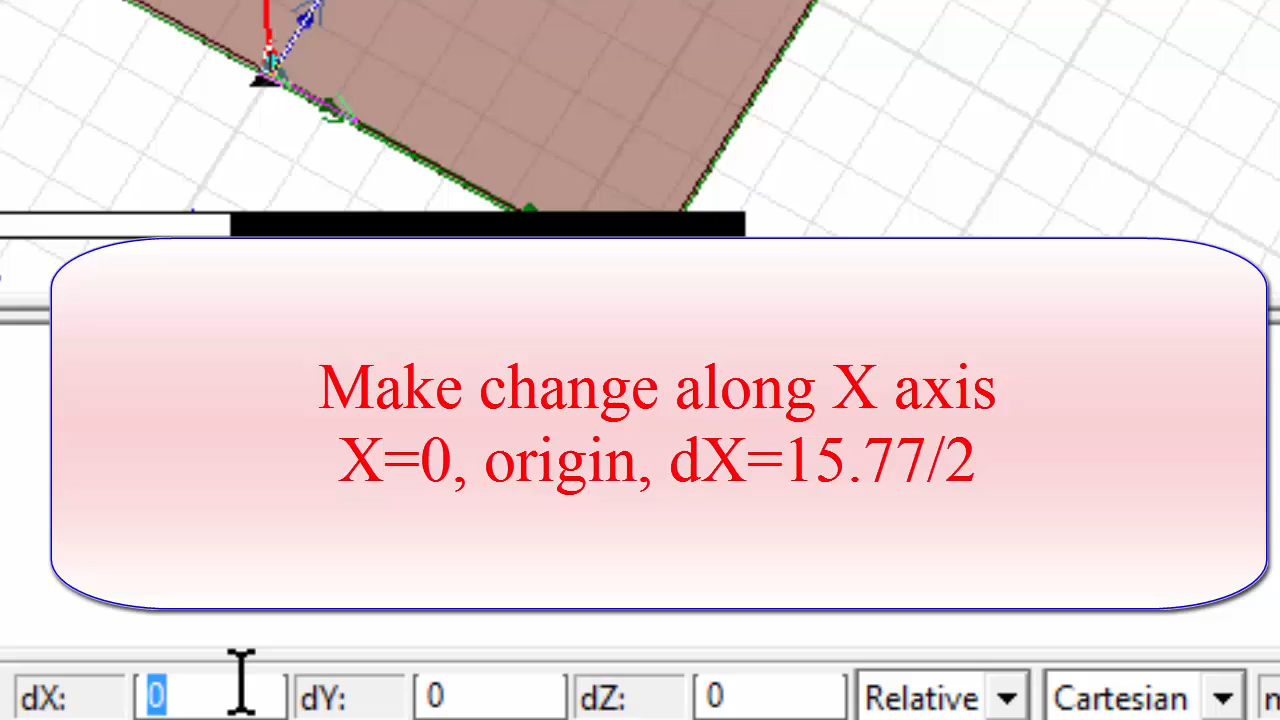 Make change along X axis
X=0, origin, dX=15.77/2
dX: 0 dY: 0 dZ: 0 Relative Cartesian